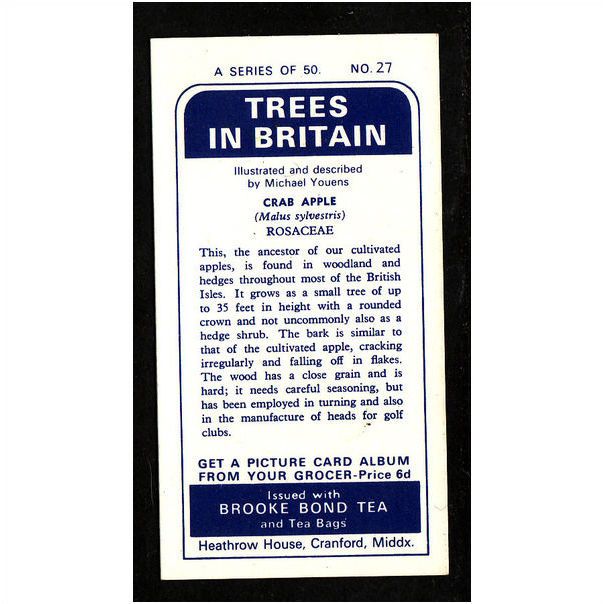 A SERIES OF 50. NO. 27
TREES
IN BRITAIN
Illustrated and described
by Michael Youens
CRAB APPLE
(Malus sylvestris)
ROSACEAE
This, the ancestor of our cultivated
apples, is found in woodland and
hedges throughout most of the British
Isles. It grows as a small tree of up
to 35 feet in height with a rounded
crown and not uncommonly also as a
hedge shrub. The bark is similar to
that of the cultivated apple, cracking
irregularly and falling off in flakes.
The wood has a close grain and is
hard; it needs careful seasoning, but
has been employed in turning and also
in the manufacture of heads for golf
clubs.
GET A PICTURE CARD ALBUM
FROM YOUR GROCER-Price 6d
Issued with
BROOKE BOND TEA
and Tea Bags
Heathrow House, Cranford, Middx.